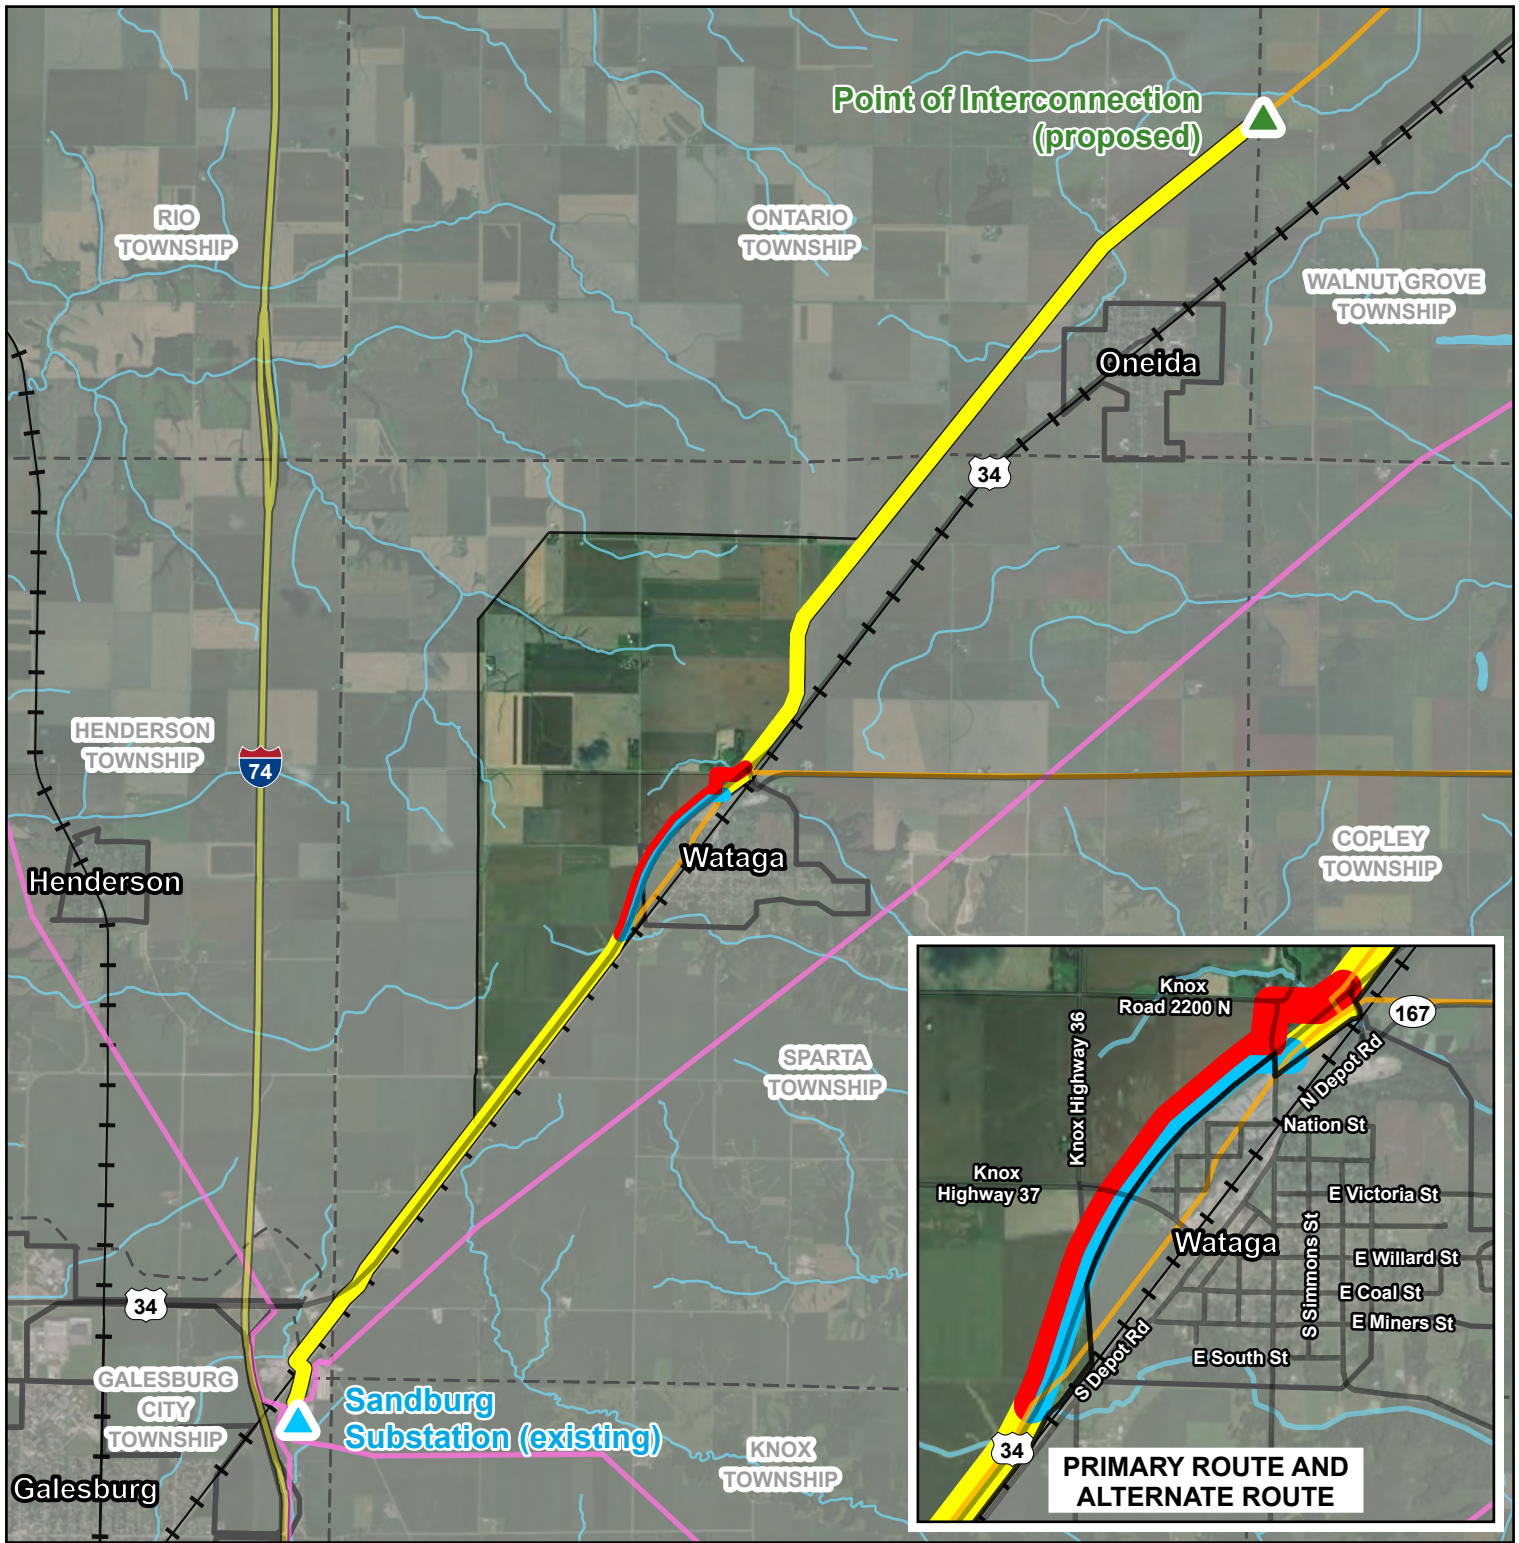 Point of Interconnection
(proposed)
RIO
TOWNSHIP
ONTARIO
TOWNSHIP
WALNUT GROVE
TOWNSHIP
Oneida
34
HENDERSON
TOWNSHIP
74
COPLEY
TOWNSHIP
Wataga
Henderson
SPARTA
TOWNSHIP
34
GALESBURG
CITY
TOWNSHIP
Sandburg
Substation (existing)
KNOX
TOWNSHIP
Galesburg
Knox
Road 2200 N
167
Knox Highway 36
N Depot Rd
Nation St
Knox
Highway 37
E Victoria St
Wataga
S Simmons St
E Willard St
E Coal St
E Miners St
S Depot Rd
E South St
34
PRIMARY ROUTE AND
ALTERNATE ROUTE